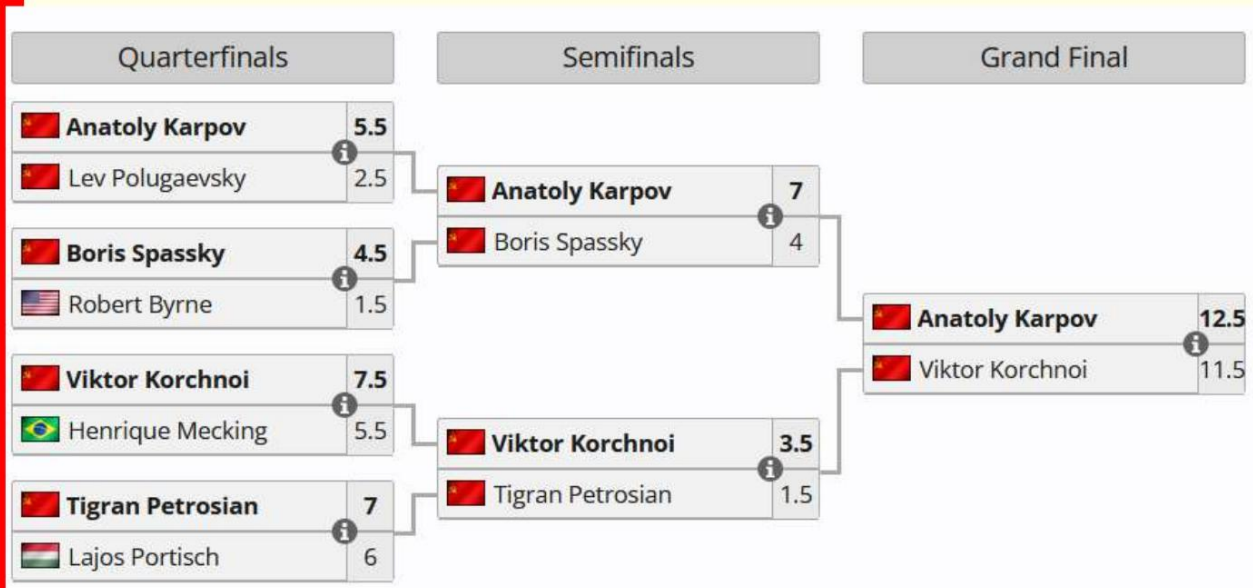 Quarterfinals
Semifinals
Grand Final
Anatoly Karpov 5.5
Lev Polugaevsky 2.5
Boris Spassky 4.5
Robert Byrne 1.5
Viktor Korchnoi 7.5
Henrique Mecking 5.5
Tigran Petrosian 7
Lajos Portisch 6
Anatoly Karpov 7
Boris Spassky 4
Viktor Korchnoi 3.5
Tigran Petrosian 1.5
Anatoly Karpov 12.5
Viktor Korchnoi 11.5